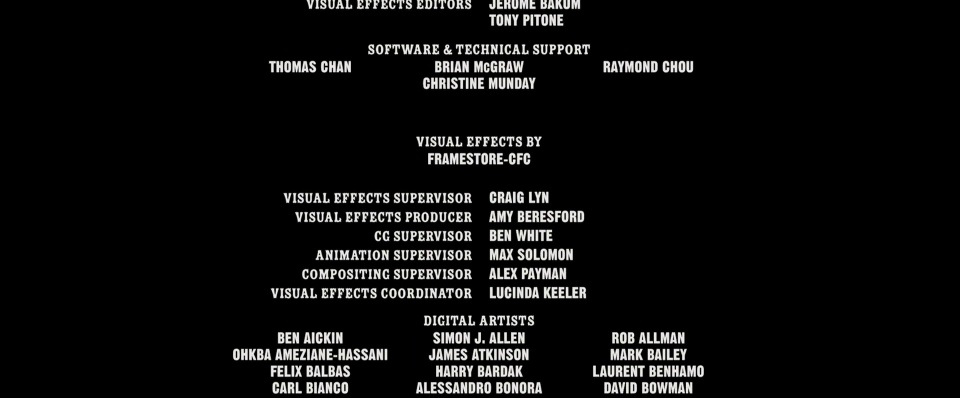 VISUAL EFFECTS EDITORS JEROME BAKUM
TONY PITONE
SOFTWARE & TECHNICAL SUPPORT
THOMAS CHAN BRIAN McGRAW RAYMOND CHOU
CHRISTINE MUNDAY
VISUAL EFFECTS BY
FRAMESTORE-CFC
VISUAL EFFECTS SUPERVISOR CRAIG LYN
VISUAL EFFECTS PRODUCER AMY BERESFORD
CG SUPERVISOR BEN WHITE
ANIMATION SUPERVISOR MAX SOLOMON
COMPOSITING SUPERVISOR ALEX PAYMAN
VISUAL EFFECTS COORDINATOR LUCINDA KEELER
DIGITAL ARTISTS
BEN AICKIN SIMON J. ALLEN ROB ALLMAN
OHKBA AMEZIANE-HASSANI JAMES ATKINSON MARK BAILEY
FELIX BALBAS HARRY BARDAK LAURENT BENHAMO
CARL BIANCO ALESSANDRO BONORA DAVID BOWMAN